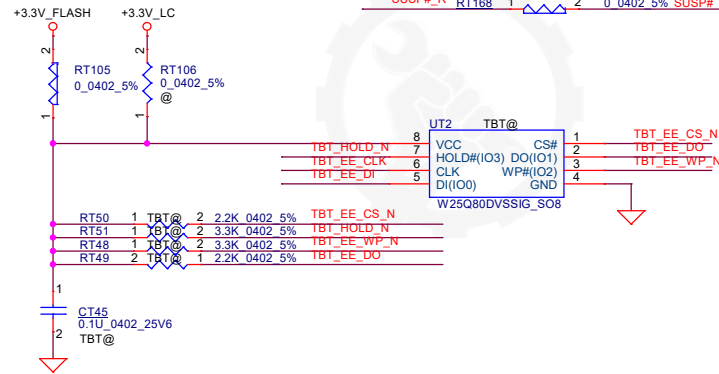 SUSP#_R RT168 1 2 0_0402_5% SUSP#
+3.3V_FLASH +3.3V_LC
2 2
RT105 RT106
0_0402_5% 0_0402_5%
@
1 1
UT2 TBT@
8 VCC CS# 1 TBT_EE_CS_N
TBT_HOLD_N 7 HOLD#(IO3) DO(IO1) 2 TBT_EE_DO
TBT_EE_CLK 6 CLK WP#(IO2) 3 TBT_EE_WP_N
TBT_EE_DI 5 DI(IO0) GND 4
W25Q80DVSSIG_SO8
RT50 1 TBT@ 2 2.2K_0402_5% TBT_EE_CS_N
RT51 1 TBT@ 2 3.3K_0402_5% TBT_HOLD_N
RT48 1 TBT@ 2 3.3K_0402_5% TBT_EE_WP_N
RT49 2 TBT@ 1 2.2K_0402_5% TBT_EE_DO
1
CT45
0.1U_0402_25V6
2
TBT@